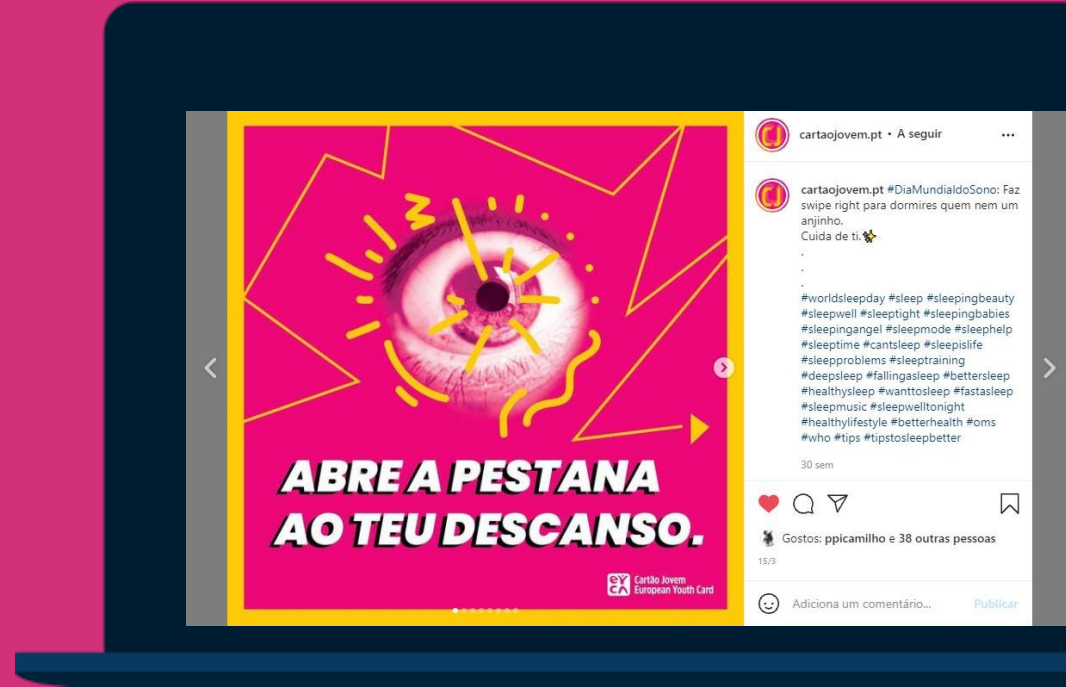 ABRE A PESTANA
AO TEU DESCANSO.
EYCA
Cartão Jovem
European Youth Card
CJ
cartaojovem.pt • A seguir
CJ
cartaojovem.pt #DiaMundialdoSono: Faz
swipe right para dormires quem nem um
anjinho.
Cuida de ti.✨
.
.
.
#worldsleepday #sleep #sleepingbeauty
#sleepwell #sleeptight #sleepingbabies
#sleepingangel #sleepmode #sleephelp
#sleeptime #cantsleep #sleepislife
#sleepproblems #sleeptraining
#deepsleep #fallingasleep #bettersleep
#healthysleep #wanttosleep #fastasleep
#sleepmusic #sleepwelltonight
#healthylifestyle #betterhealth #oms
#who #tips #tipstosleepbetter
30 sem
Gostos: ppicamilho e 38 outras pessoas
15/3
Adiciona um comentário... Publicar